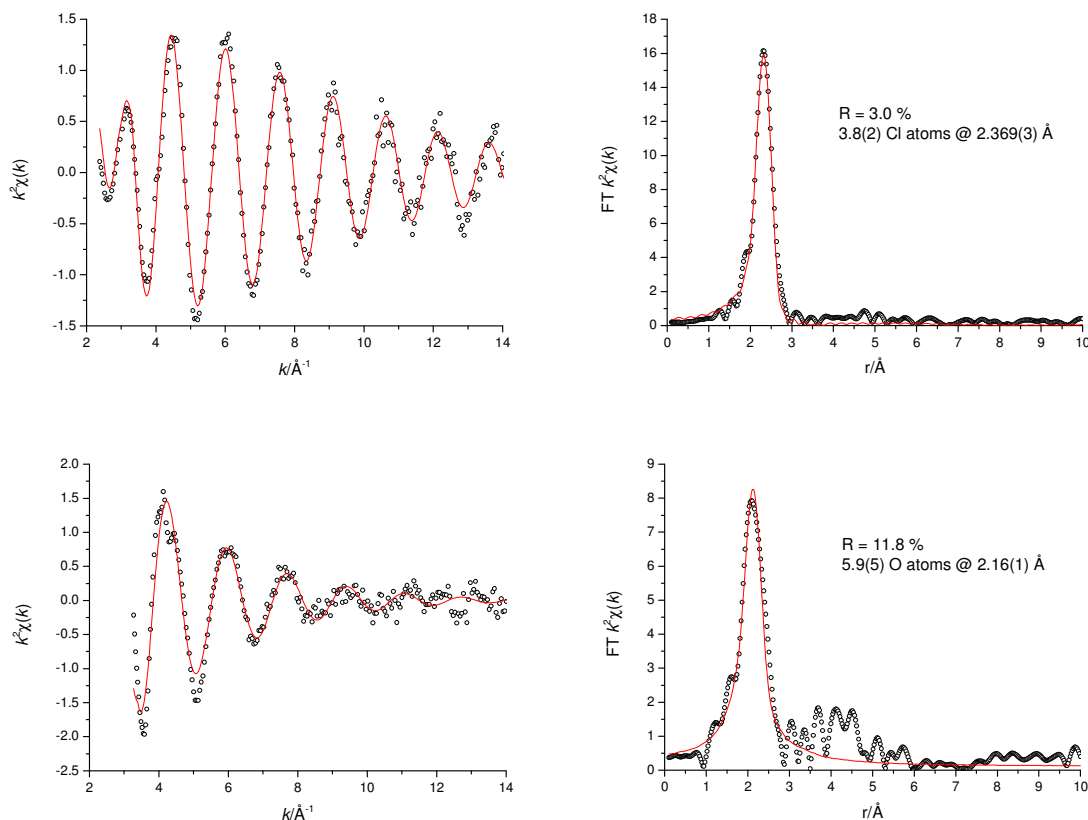 1.5
1.0
0.5
0.0
-0.5
-1.0
-1.5
2 4 6 8 10 12 14
k²χ(k)
k/Å⁻¹
18
16
14
12
10
8
6
4
2
0
0 1 2 3 4 5 6 7 8 9 10
FT k²χ(k)
r/Å
R = 3.0 %
3.8(2) Cl atoms @ 2.369(3) Å
2.0
1.5
1.0
0.5
0.0
-0.5
-1.0
-1.5
-2.0
-2.5
2 4 6 8 10 12 14
k²χ(k)
k/Å⁻¹
9
8
7
6
5
4
3
2
1
0
0 1 2 3 4 5 6 7 8 9 10
FT k²χ(k)
r/Å
R = 11.8 %
5.9(5) O atoms @ 2.16(1) Å